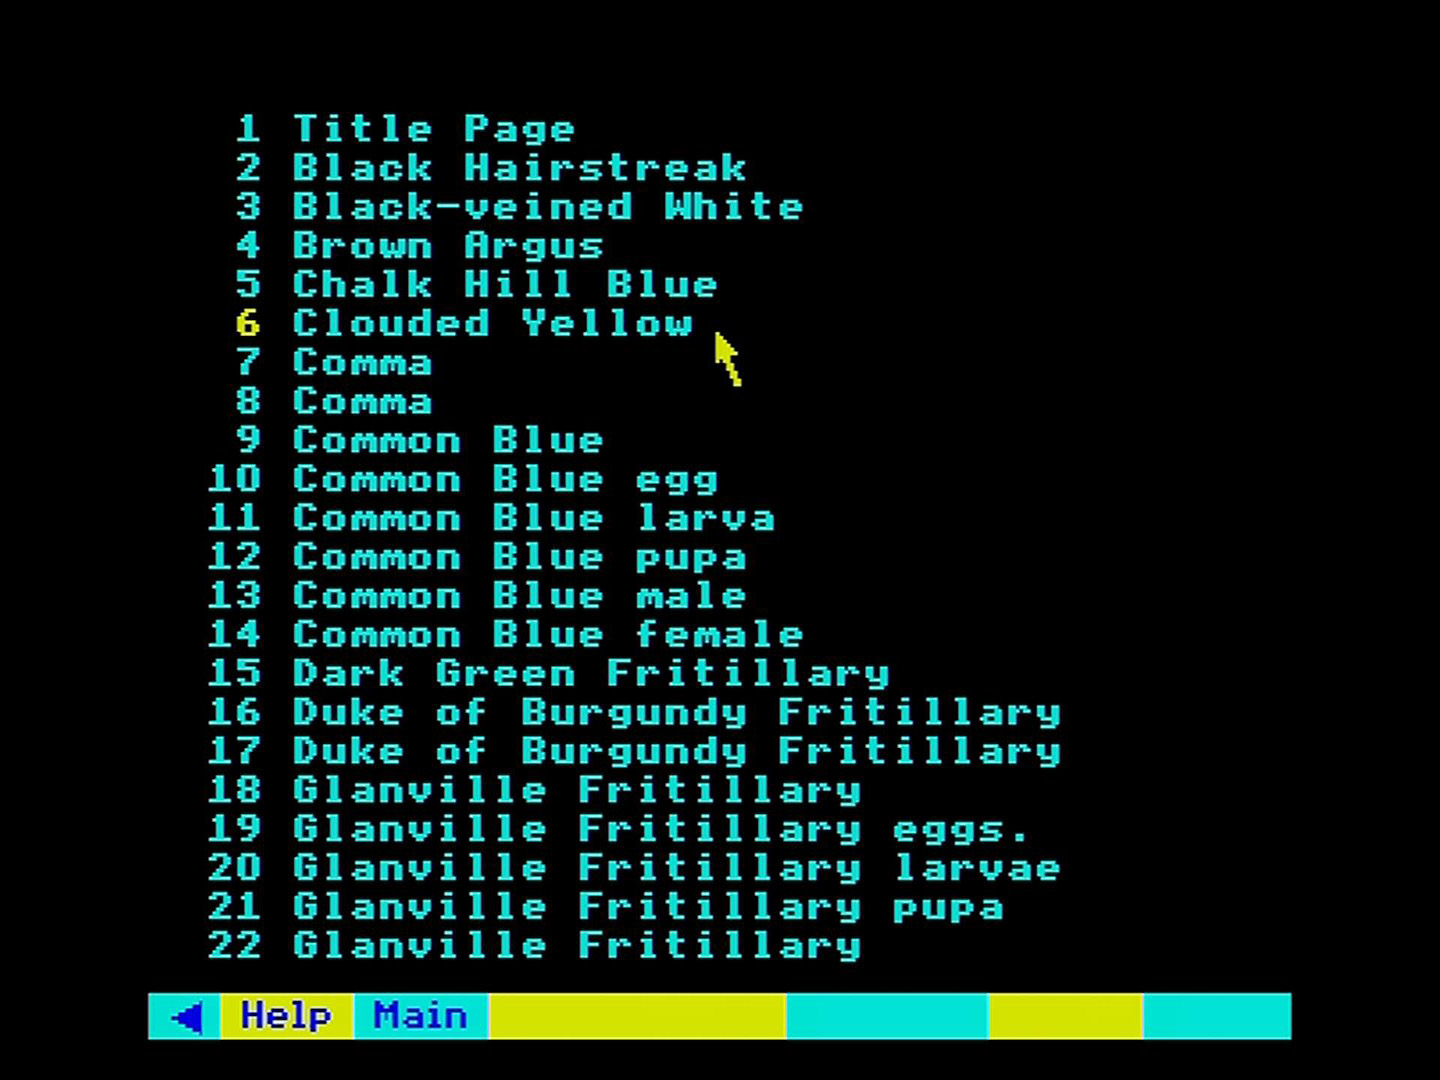 1 Title Page
2 Black Hairstreak
3 Black-veined White
4 Brown Argus
5 Chalk Hill Blue
6 Clouded Yellow
7 Comma
8 Comma
9 Common Blue
10 Common Blue egg
11 Common Blue larva
12 Common Blue pupa
13 Common Blue male
14 Common Blue female
15 Dark Green Fritillary
16 Duke of Burgundy Fritillary
17 Duke of Burgundy Fritillary
18 Glanville Fritillary
19 Glanville Fritillary eggs.
20 Glanville Fritillary larvae
21 Glanville Fritillary pupa
22 Glanville Fritillary
Help Main